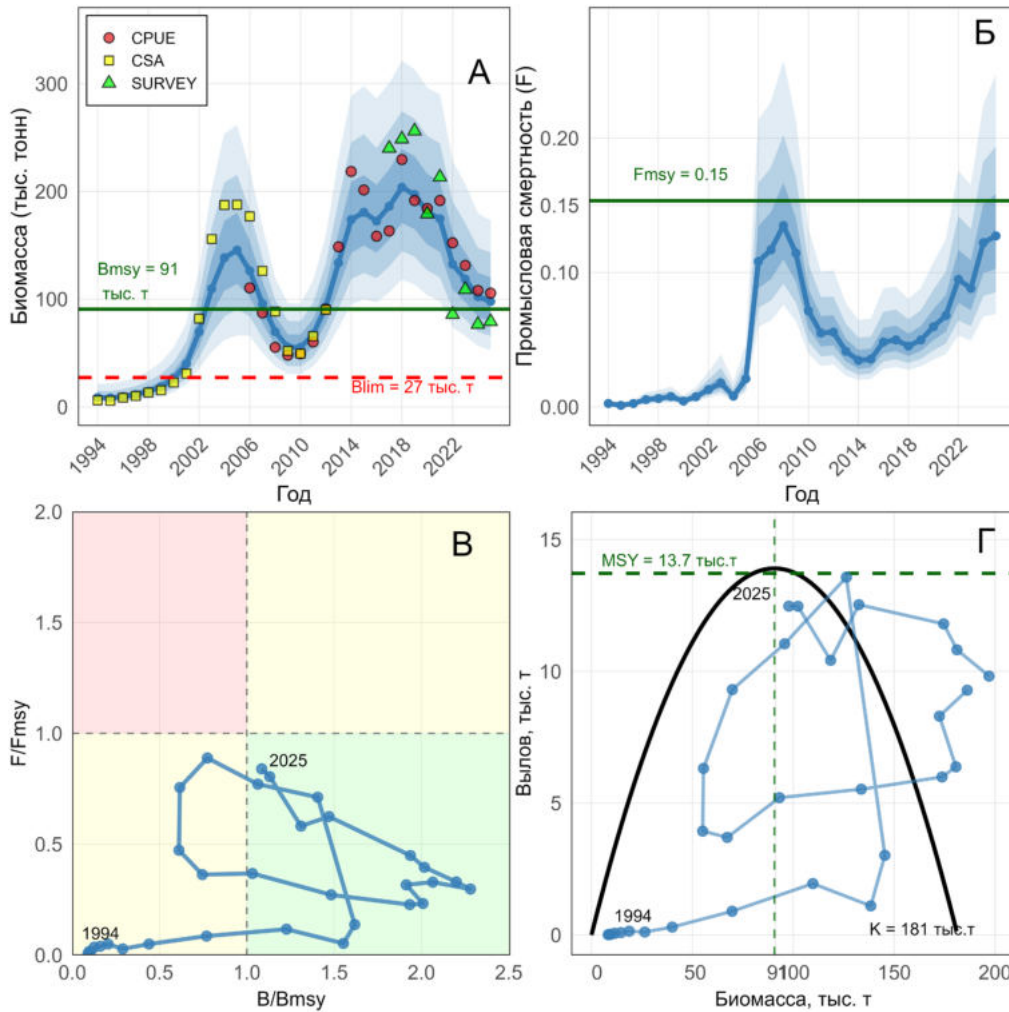 CPUE
CSA
SURVEY
А
Биомасса (тыс. тонн)
300
200
100
0
Bmsy = 91
тыс. т
Blim = 27 тыс. т
1994
1998
2002
2006
2010
2014
2018
2022
Год
Б
Промысловая смертность (F)
0.20
0.15
0.10
0.00
Fmsy = 0.15
1994
1998
2002
2006
2010
2014
2018
2022
Год
В
F/Fmsy
2.0
1.5
1.0
0.5
0.0
2025
1994
0.0
1.0
1.0
2.0
2.5
B/Bmsy
Г
Вылов, тыс. т
15
10
5
0
MSY = 13.7 тыс.т
2025
1994
K = 181 тыс.т
0
50
91
100
150
200
Биомасса, тыс. т